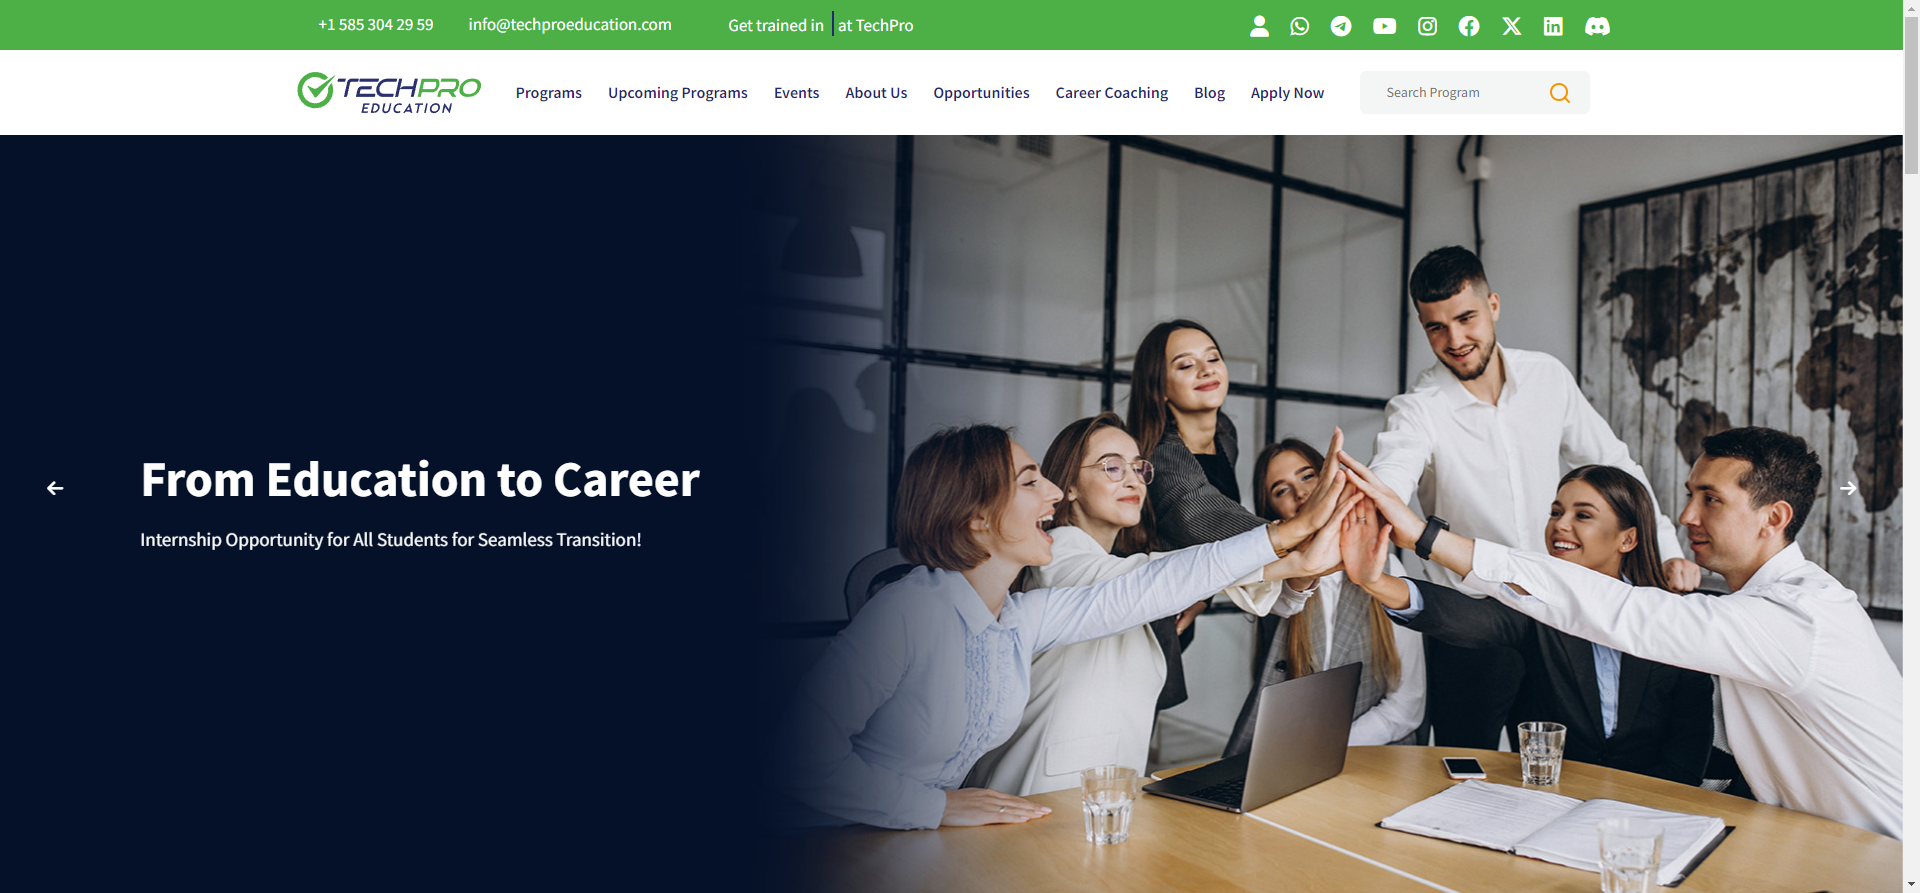 +1 585 304 29 59
info@techproeducation.com
Get trained in at TechPro
TECHPRO
EDUCATION
Programs
Upcoming Programs
Events
About Us
Opportunities
Career Coaching
Blog
Apply Now
Search Program
From Education to Career
Internship Opportunity for All Students for Seamless Transition!